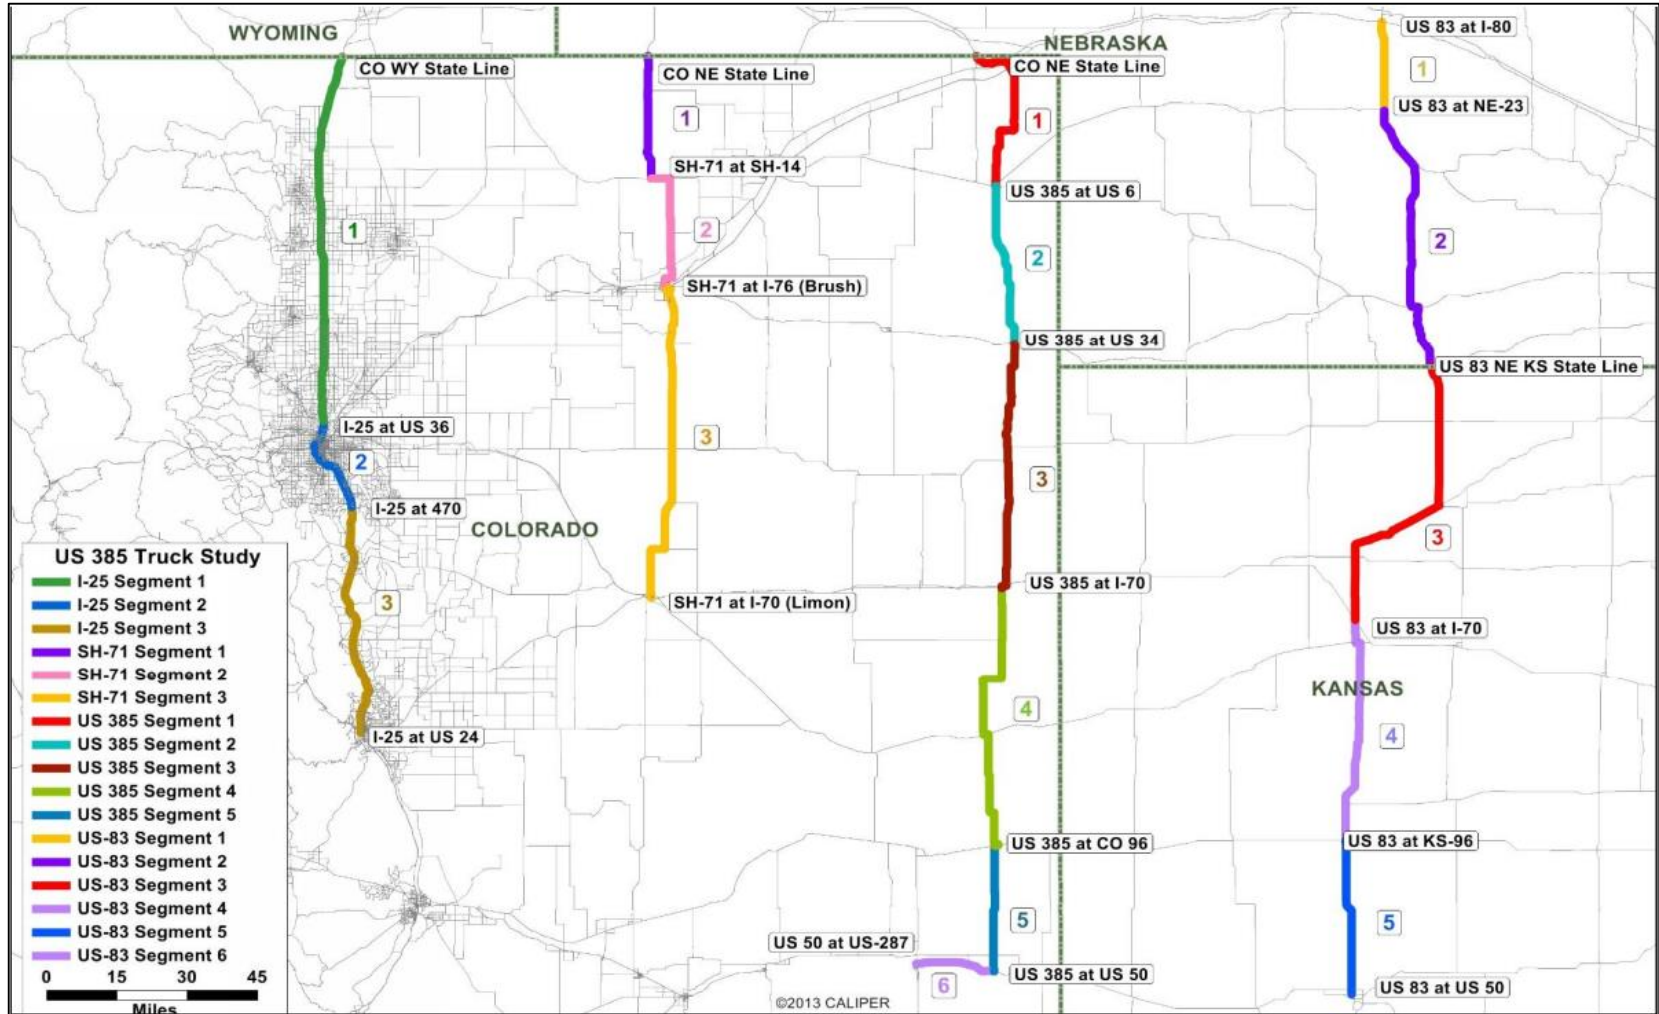 WYOMING
NEBRASKA
US 83 at I-80
CO WY State Line
CO NE State Line
CO NE State Line
1
US 83 at NE-23
1
1
SH-71 at SH-14
US 385 at US 6
1
2
2
2
SH-71 at I-76 (Brush)
US 385 at US 34
US 83 NE KS State Line
I-25 at US 36
3
2
3
I-25 at 470
COLORADO
3
US 385 at I-70
SH-71 at I-70 (Limon)
3
US 83 at I-70
KANSAS
4
I-25 at US 24
4
US 385 at CO 96
US 83 at KS-96
5
5
US 50 at US-287
US 385 at US 50
6
US 83 at US 50
©2013 CALIPER
US 385 Truck Study
I-25 Segment 1
I-25 Segment 2
I-25 Segment 3
SH-71 Segment 1
SH-71 Segment 2
SH-71 Segment 3
US 385 Segment 1
US 385 Segment 2
US 385 Segment 3
US 385 Segment 4
US 385 Segment 5
US-83 Segment 1
US-83 Segment 2
US-83 Segment 3
US-83 Segment 4
US-83 Segment 5
US-83 Segment 6
0 15 30 45
Miles